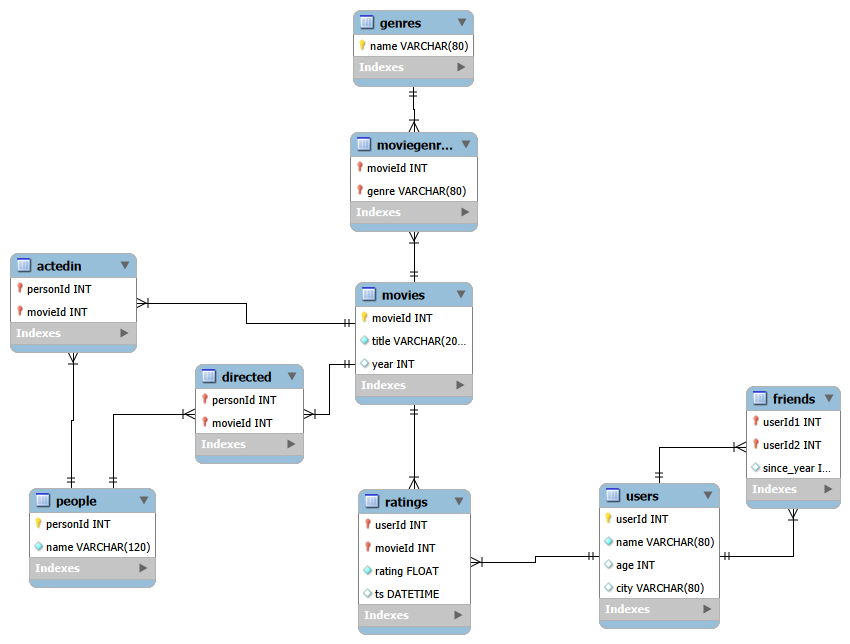 genres
name VARCHAR(80)
Indexes
moviegenr...
movieId INT
genre VARCHAR(80)
Indexes
actedin
personId INT
movieId INT
Indexes
movies
movieId INT
title VARCHAR(20...
year INT
Indexes
directed
personId INT
movieId INT
Indexes
friends
userId1 INT
userId2 INT
since_year I...
Indexes
people
personId INT
name VARCHAR(120)
Indexes
ratings
userId INT
movieId INT
rating FLOAT
ts DATETIME
Indexes
users
userId INT
name VARCHAR(80)
age INT
city VARCHAR(80)
Indexes